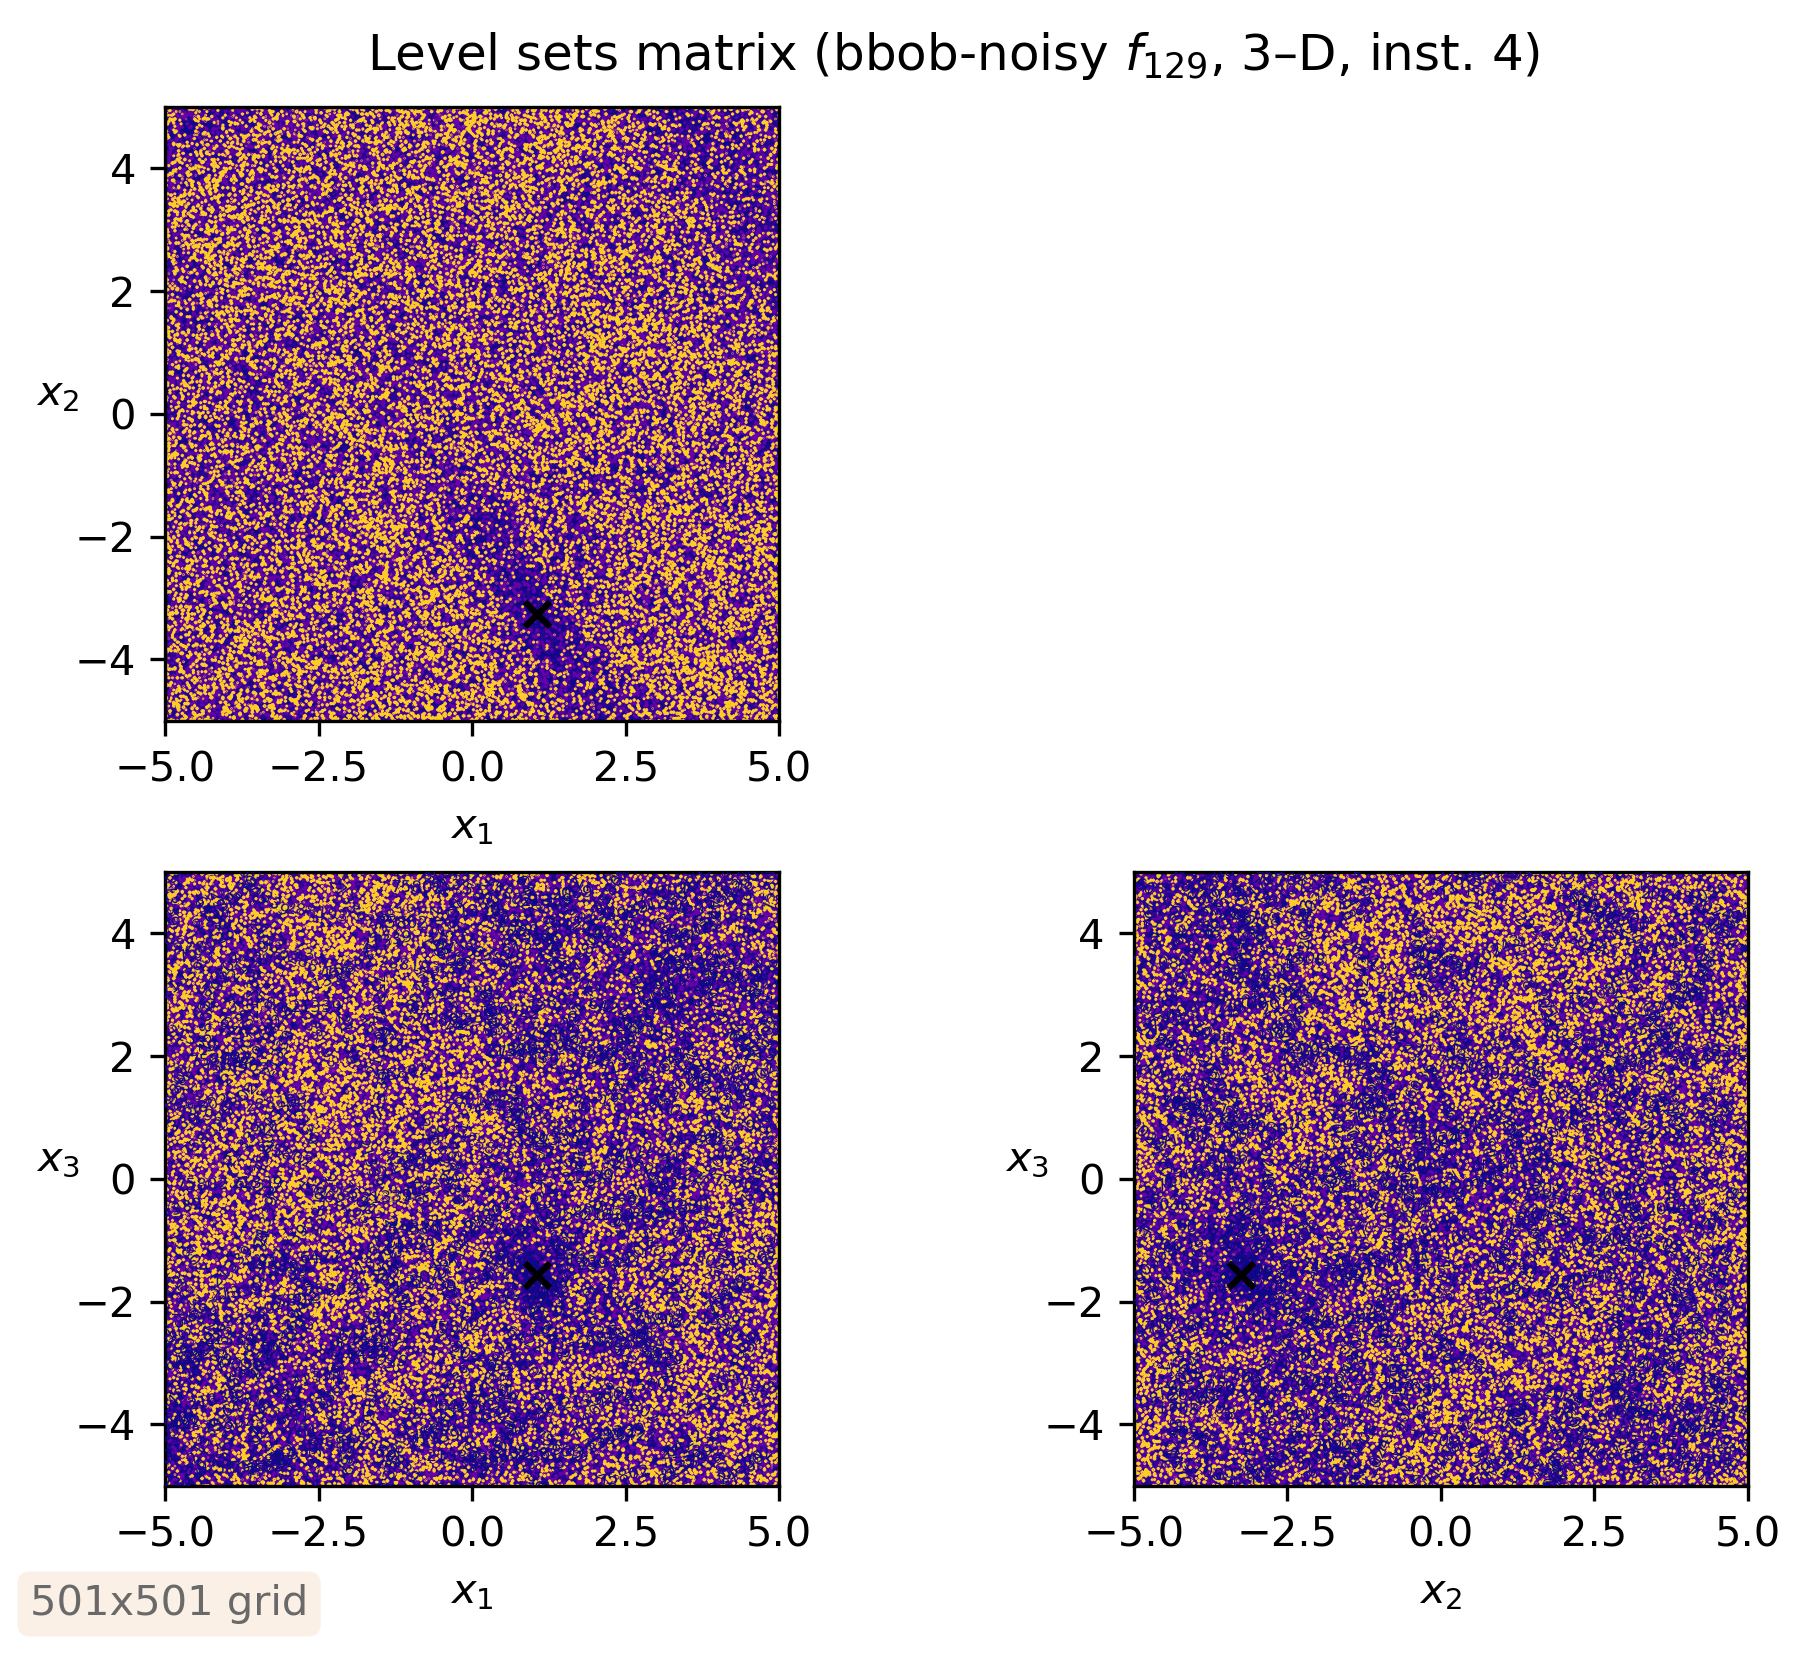 Level sets matrix (bbob-noisy f129, 3–D, inst. 4)
4
2
x2
0
−2
−4
−5.0 −2.5 0.0 2.5 5.0
x1
4 4
2 2
x3 0 x3 0
−2 −2
−4 −4
−5.0 −2.5 0.0 2.5 5.0 −5.0 −2.5 0.0 2.5 5.0
x1 x2
501x501 grid